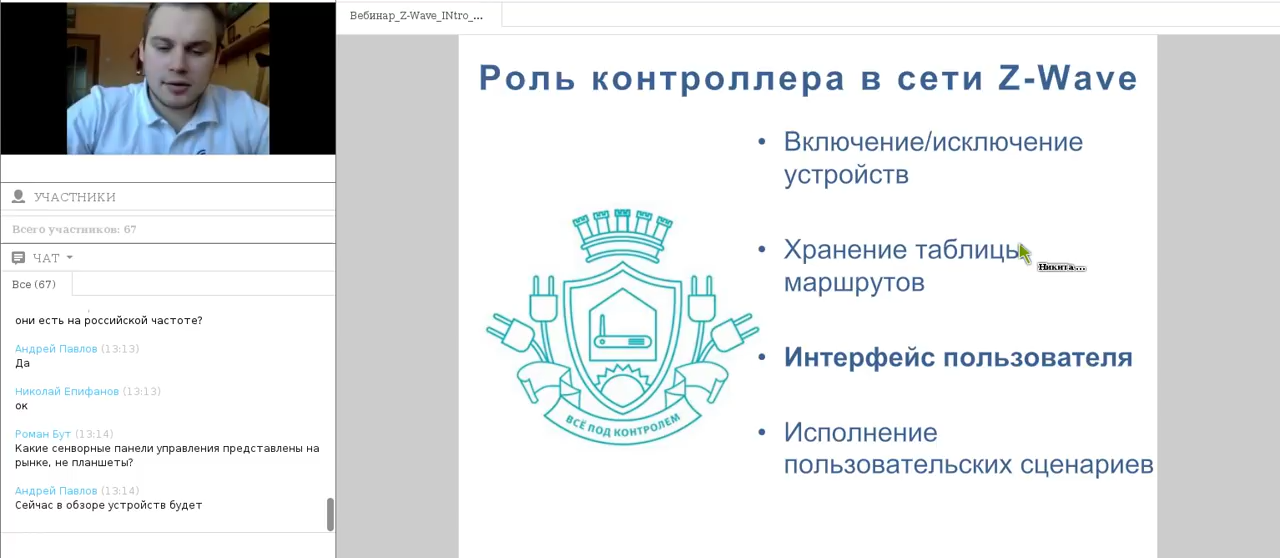 Вебинар_Z-Wave_INtro_...
УЧАСТНИКИ
Всего участников: 67
ЧАТ
Все (67)
они есть на российской частоте?
Андрей Павлов (13:13)
Да
Николай Епифанов (13:13)
ок
Роман Бут (13:14)
Какие сенворные панели управления представлены на
рынке, не планшеты?
Андрей Павлов (13:14)
Сейчас в обзоре устройств будет
Роль контроллера в сети Z-Wave
• Включение/исключение
устройств
• Хранение таблицы
маршрутов
Никита...
• Интерфейс пользователя
• Исполнение
пользовательских сценариев
ВСЁ ПОД КОНТРОЛЕМ